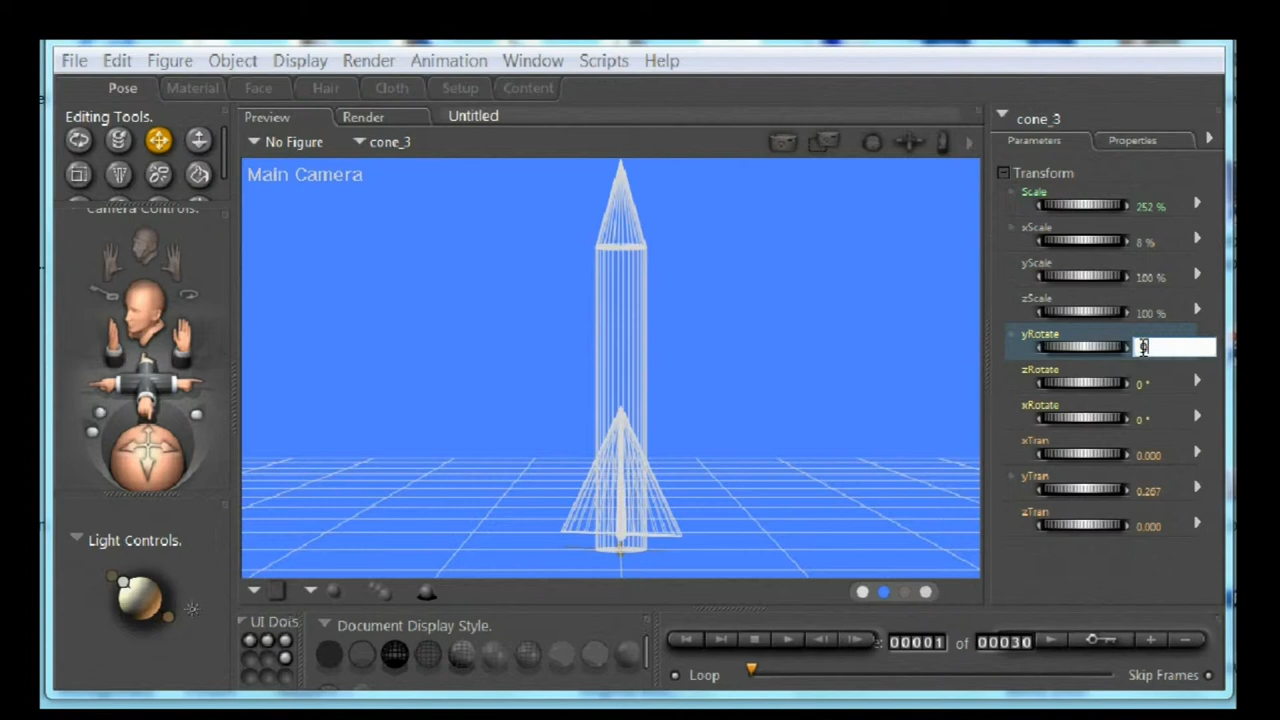 File Edit Figure Object Display Render Animation Window Scripts Help
Pose Material Face Hair Cloth Setup Content
Editing Tools.
Camera Controls.
Light Controls.
Preview Render Untitled
No Figure cone_3
Main Camera
cone_3
Parameters Properties
Transform
Scale
252 %
xScale
8 %
yScale
100 %
zScale
100 %
yRotate
zRotate
0 °
xRotate
0 °
xTran
0.000
yTran
0.267
zTran
0.000
UI Dots
Document Display Style.
00001 of 00030
Loop
Skip Frames